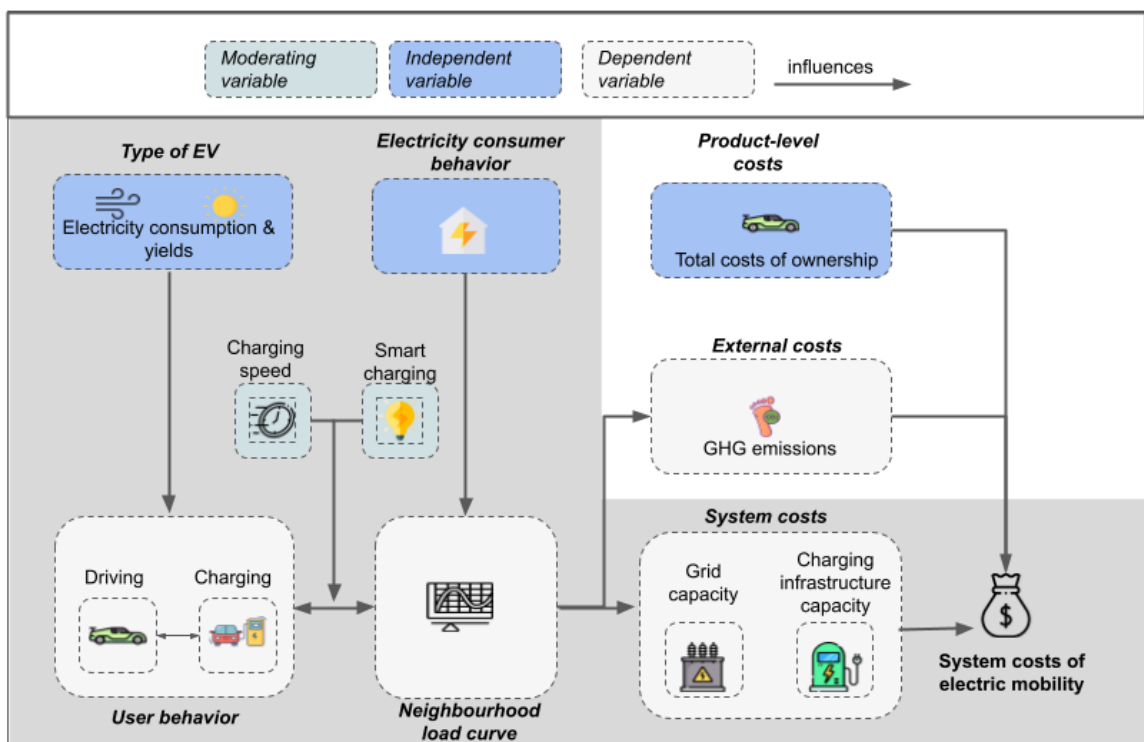 Moderating
variable
Independent
variable
Dependent
variable
influences
Type of EV
Electricity consumer
behavior
Product-level
costs
Electricity consumption &
yields
Total costs of ownership
Charging
speed
Smart
charging
External costs
GHG emissions
System costs
Driving
Charging
Grid
capacity
Charging
infrastructure
capacity
$
User behavior
Neighbourhood
load curve
System costs of
electric mobility